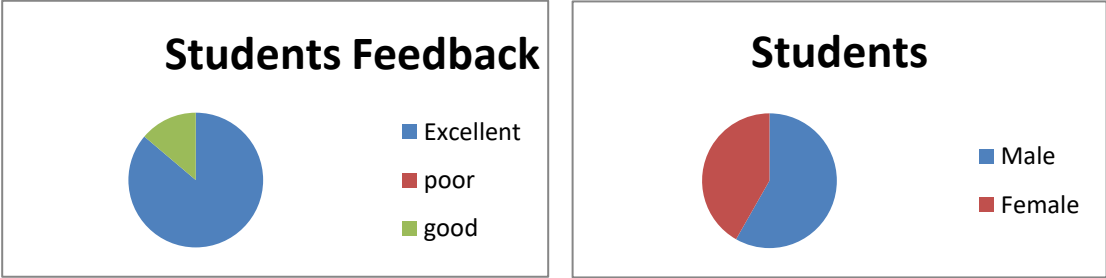 Students Feedback
Excellent
poor
good
Students
Male
Female